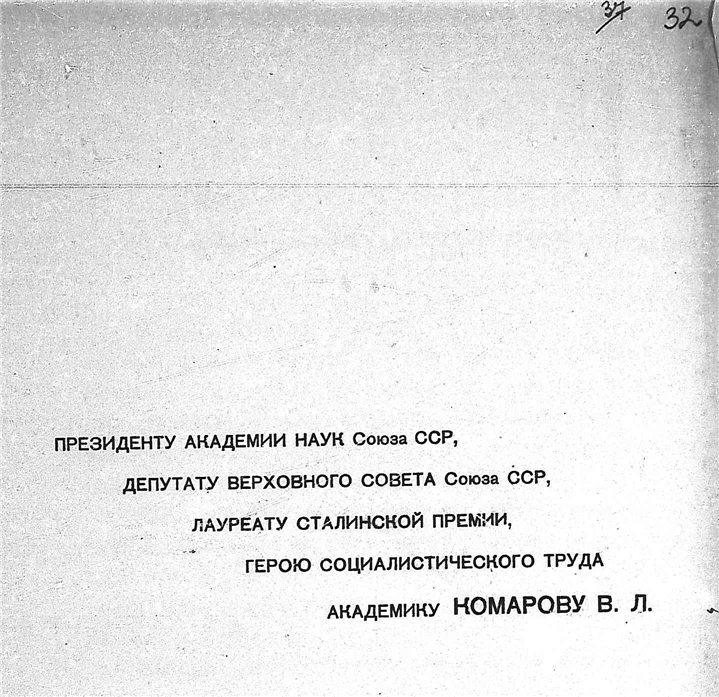 37 32
ПРЕЗИДЕНТУ АКАДЕМИИ НАУК Союза ССР,
ДЕПУТАТУ ВЕРХОВНОГО СОВЕТА Союза ССР,
ЛАУРЕАТУ СТАЛИНСКОЙ ПРЕМИИ,
ГЕРОЮ СОЦИАЛИСТИЧЕСКОГО ТРУДА
АКАДЕМИКУ КОМАРОВУ В. Л.